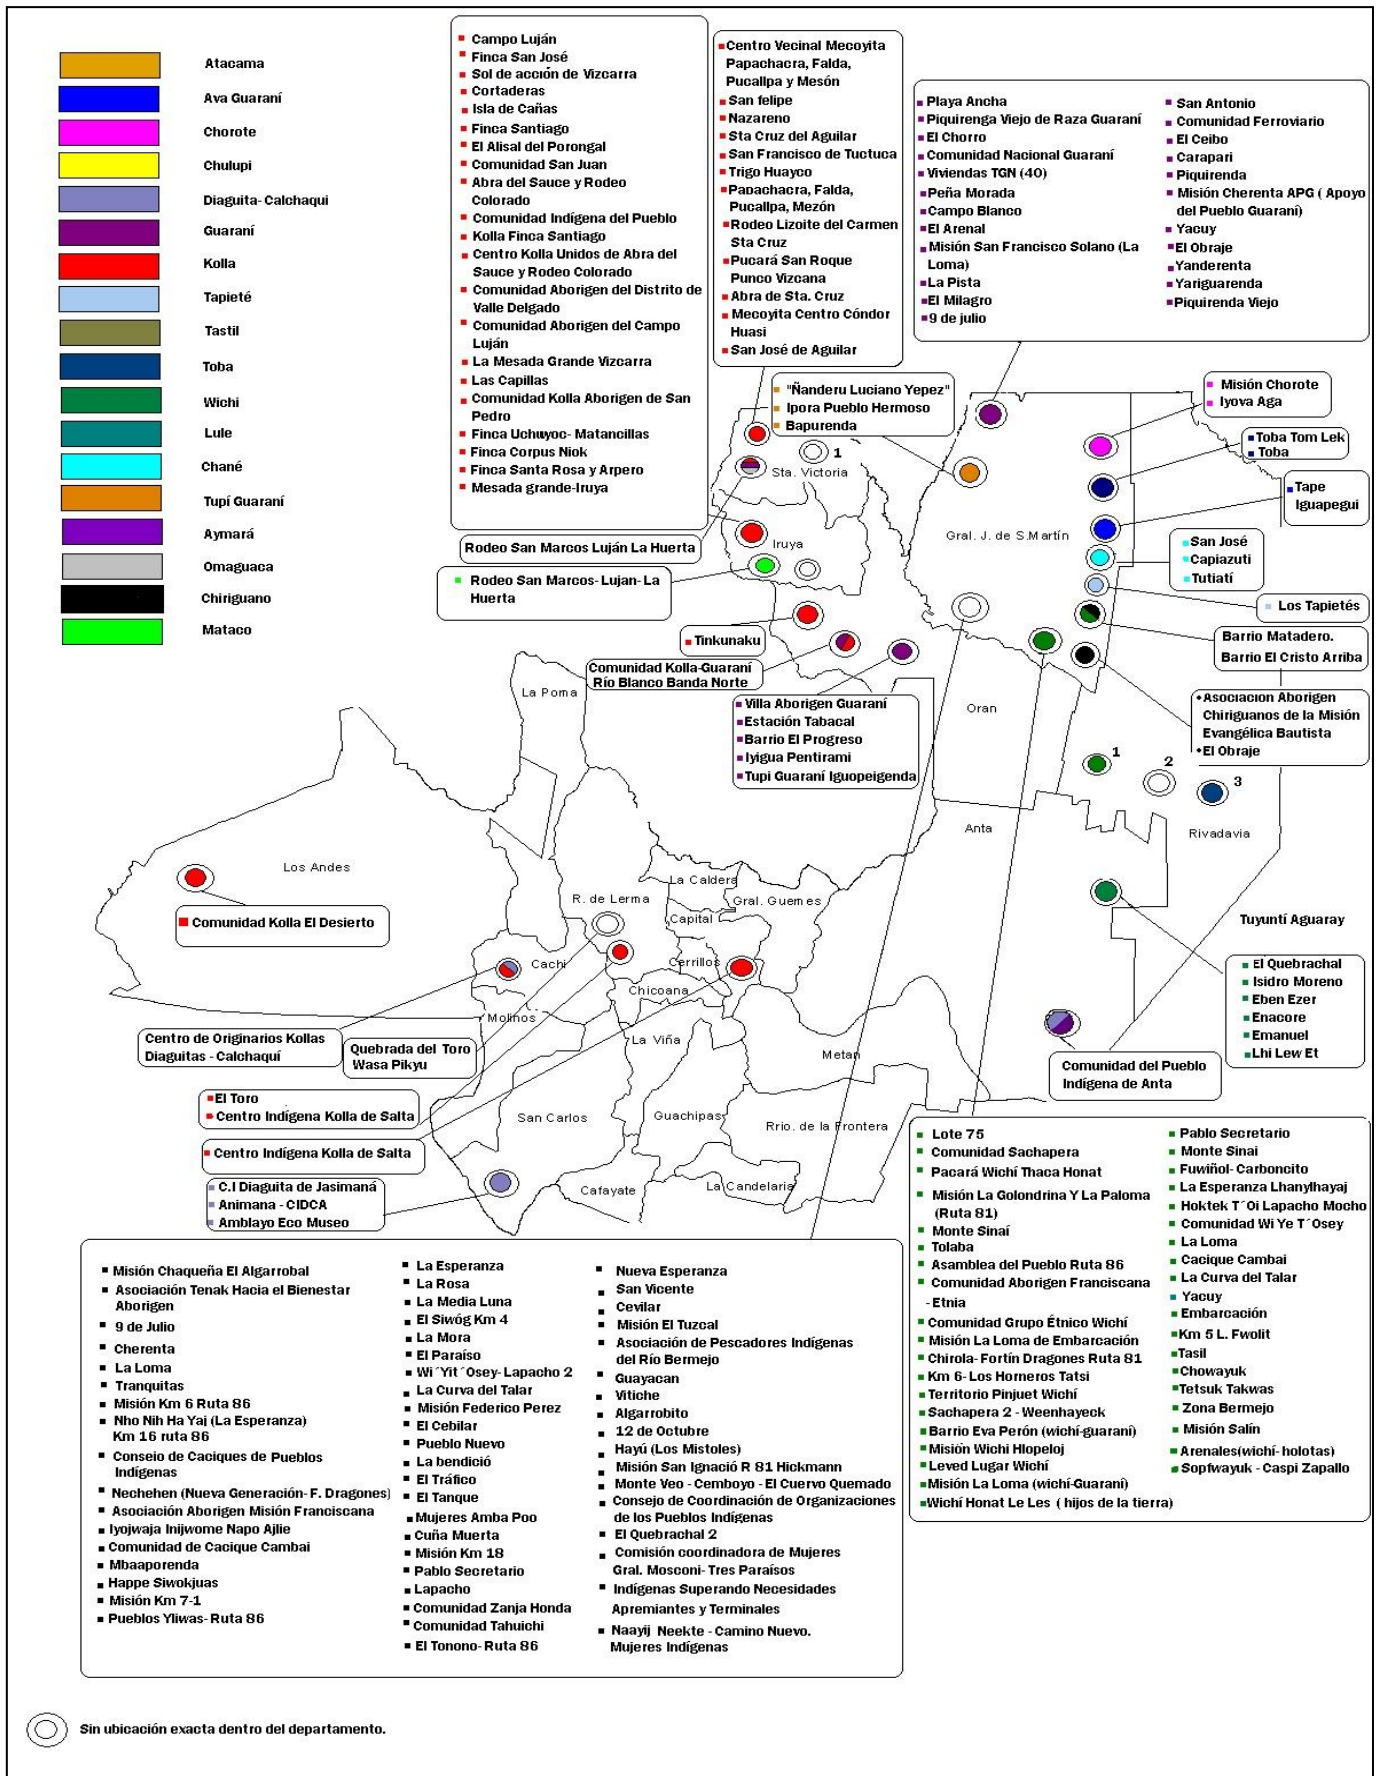 Atacama
Ava Guaraní
Chorote
Chulupi
Diaguita- Calchaqui
Guaraní
Kolla
Tapieté
Tastil
Toba
Wichi
Lule
Chané
Tupí Guaraní
Aymará
Omaguaca
Chiriguano
Mataco
Campo Luján
Finca San José
Sol de acción de Vizcarra
Cortaderas
Isla de Cañas
Finca Santiago
El Alisal del Porongal
Comunidad San Juan
Abra del Sauce y Rodeo
Colorado
Comunidad Indígena del Pueblo
Kolla Finca Santiago
Centro Kolla Unidos de Abra del
Sauce y Rodeo Colorado
Comunidad Aborigen del Distrito de
Valle Delgado
Comunidad Aborigen del Campo
Luján
La Mesada Grande Vizcarra
Las Capillas
Comunidad Kolla Aborigen de San
Pedro
Finca Uchuyoc- Matancillas
Finca Corpus Niok
Finca Santa Rosa y Arpero
Mesada grande-Iruya
Centro Vecinal Mecoyita
Papachacra, Falda,
Pucallpa y Mesón
San felipe
Nazareno
Sta Cruz del Aguilar
San Francisco de Tuctuca
Trigo Huayco
Papachacra, Falda,
Pucallpa, Mezón
Rodeo Lizoite del Carmen
Sta Cruz
Pucará San Roque
Punco Vizcana
Abra de Sta. Cruz
Mecoyita Centro Cóndor
Huasi
San José de Aguilar
Playa Ancha
Piquirenga Viejo de Raza Guaraní
El Chorro
Comunidad Nacional Guaraní
Viviendas TGN (40)
Peña Morada
Campo Blanco
El Arenal
Misión San Francisco Solano (La
Loma)
La Pista
El Milagro
9 de julio
San Antonio
Comunidad Ferroviario
El Ceibo
Carapari
Piquirenda
Misión Cherenta APG ( Apoyo
del Pueblo Guaraní)
Yacuy
El Obraje
Yanderenta
Yariguarenda
Piquirenda Viejo
"Ñanderu Luciano Yepez"
Ipora Pueblo Hermoso
Bapurenda
Misión Chorote
Iyova Aga
Toba Tom Lek
Toba
Tape
Iguapegui
San José
Capiazuti
Tutiatí
Los Tapietés
Barrio Matadero.
Barrio El Cristo Arriba
Asociacion Aborigen
Chiriguanos de la Misión
Evangélica Bautista
El Obraje
1
Sta. Victoria
Iruya
Gral. J. de S.Martín
Rodeo San Marcos Luján La Huerta
Rodeo San Marcos- Lujan- La
Huerta
Tinkunaku
Comunidad Kolla-Guaraní
Río Blanco Banda Norte
Villa Aborigen Guaraní
Estación Tabacal
Barrio El Progreso
Iyigua Pentirami
Tupi Guaraní Iguopeigenda
La Poma
Oran
1
2
3
Anta
Rivadavia
Los Andes
La Caldera
R. de Lerma
Gral. Guemes
Capital
Cachi
Cerrillos
Chicoana
Molinos
La Viña
Metan
San Carlos
Guachipas
Rrio. de la Frontera
Cafayate
La Candelaria
Tuyuntí Aguaray
Comunidad Kolla El Desierto
Centro de Originarios Kollas
Diaguitas - Calchaquí
Quebrada del Toro
Wasa Pikyu
El Toro
Centro Indígena Kolla de Salta
Centro Indígena Kolla de Salta
C.I Diaguita de Jasimaná
Animana - CIDCA
Amblayo Eco Museo
El Quebrachal
Isidro Moreno
Eben Ezer
Enacore
Emanuel
Lhi Lew Et
Comunidad del Pueblo
Indígena de Anta
Lote 75
Comunidad Sachapera
Pacará Wichí Thaca Honat
Misión La Golondrina Y La Paloma
(Ruta 81)
Monte Sinaí
Tolaba
Asamblea del Pueblo Ruta 86
Comunidad Aborigen Franciscana
- Etnia
Comunidad Grupo Étnico Wichí
Misión La Loma de Embarcación
Chirola- Fortín Dragones Ruta 81
Km 6- Los Horneros Tatsi
Territorio Pinjuet Wichí
Sachapera 2 - Weenhayeck
Barrio Eva Perón (wichí-guaraní)
Misión Wichi Hlopeloj
Leved Lugar Wichí
Misión La Loma (wichí-Guaraní)
Wichí Honat Le Les ( hijos de la tierra)
Pablo Secretario
Monte Sinai
Fuwiñol- Carboncito
La Esperanza Lhanylhayaj
Hoktek T´Oi Lapacho Mocho
Comunidad Wi Ye T´Osey
La Loma
Cacique Cambai
La Curva del Talar
Yacuy
Embarcación
Km 5 L. Fwolit
Tasil
Chowayuk
Tetsuk Takwas
Zona Bermejo
Misión Salín
Arenales(wichí- holotas)
Sopfwayuk - Caspi Zapallo
Misión Chaqueña El Algarrobal
Asociación Tenak Hacia el Bienestar
Aborigen
9 de Julio
Cherenta
La Loma
Tranquitas
Misión Km 6 Ruta 86
Nho Nih Ha Yaj (La Esperanza)
Km 16 ruta 86
Consejo de Caciques de Pueblos
Indígenas
Nechehen (Nueva Generación- F. Dragones)
Asociación Aborigen Misión Franciscana
Iyojwaja Inijwome Napo Ajlie
Comunidad de Cacique Cambai
Mbaaporenda
Happe Siwokjuas
Misión Km 7-1
Pueblos Yliwas- Ruta 86
La Esperanza
La Rosa
La Media Luna
El Siwóg Km 4
La Mora
El Paraíso
Wi´Yit´Osey- Lapacho 2
La Curva del Talar
Misión Federico Perez
El Cebilar
Pueblo Nuevo
La bendició
El Tráfico
El Tanque
Mujeres Amba Poo
Cuña Muerta
Misión Km 18
Pablo Secretario
Lapacho
Comunidad Zanja Honda
Comunidad Tahuichi
El Tonono- Ruta 86
Nueva Esperanza
San Vicente
Cevilar
Misión El Tuzcal
Asociación de Pescadores Indígenas
del Río Bermejo
Guayacan
Vitiche
Algarrobito
12 de Octubre
Hayú (Los Mistoles)
Misión San Ignació R 81 Hickmann
Monte Veo - Cemboyo - El Cuervo Quemado
Consejo de Coordinación de Organizaciones
de los Pueblos Indígenas
El Quebrachal 2
Comisión coordinadora de Mujeres
Gral. Mosconi- Tres Paraísos
Indígenas Superando Necesidades
Apremiantes y Terminales
Naayij Neekte - Camino Nuevo.
Mujeres Indígenas
Sin ubicación exacta dentro del departamento.